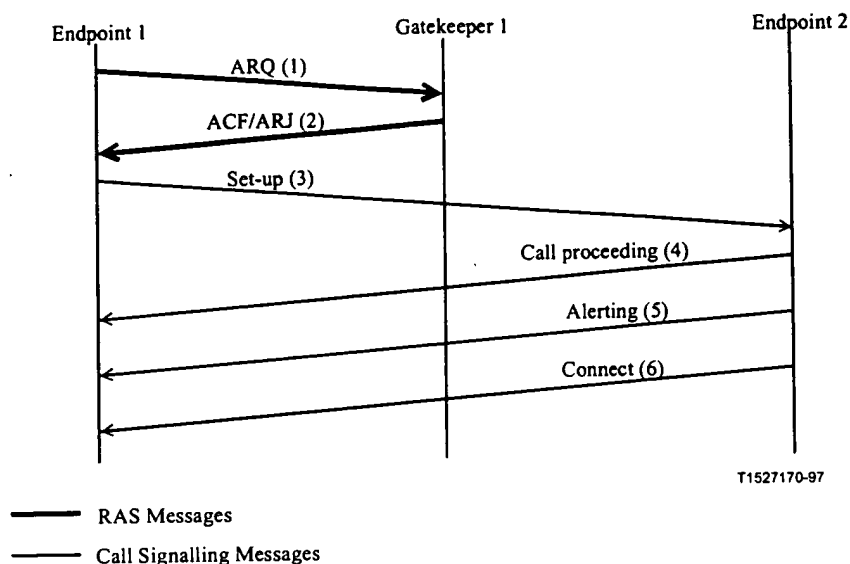 Endpoint 1
Gatekeeper 1
Endpoint 2
ARQ (1)
ACF/ARJ (2)
Set-up (3)
Call proceeding (4)
Alerting (5)
Connect (6)
T1527170-97
RAS Messages
Call Signalling Messages